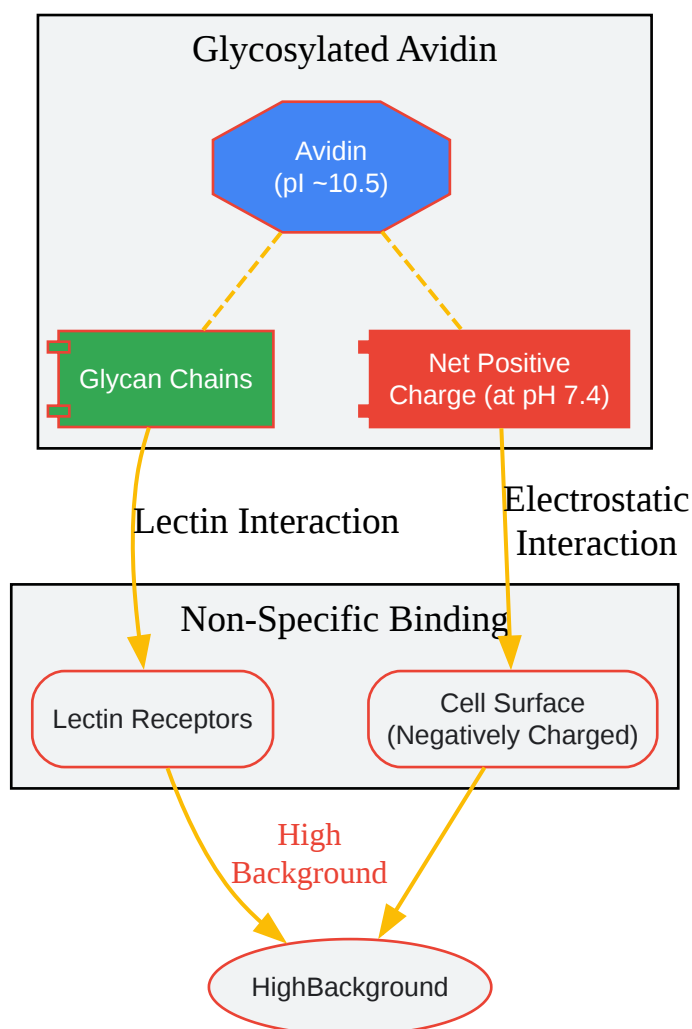 Glycosylated Avidin
Avidin
(pI ~10.5)
Glycan Chains
Net Positive
Charge (at pH 7.4)
Lectin Interaction
Electrostatic
Interaction
Non-Specific Binding
Lectin Receptors
Cell Surface
(Negatively Charged)
High
Background
HighBackground